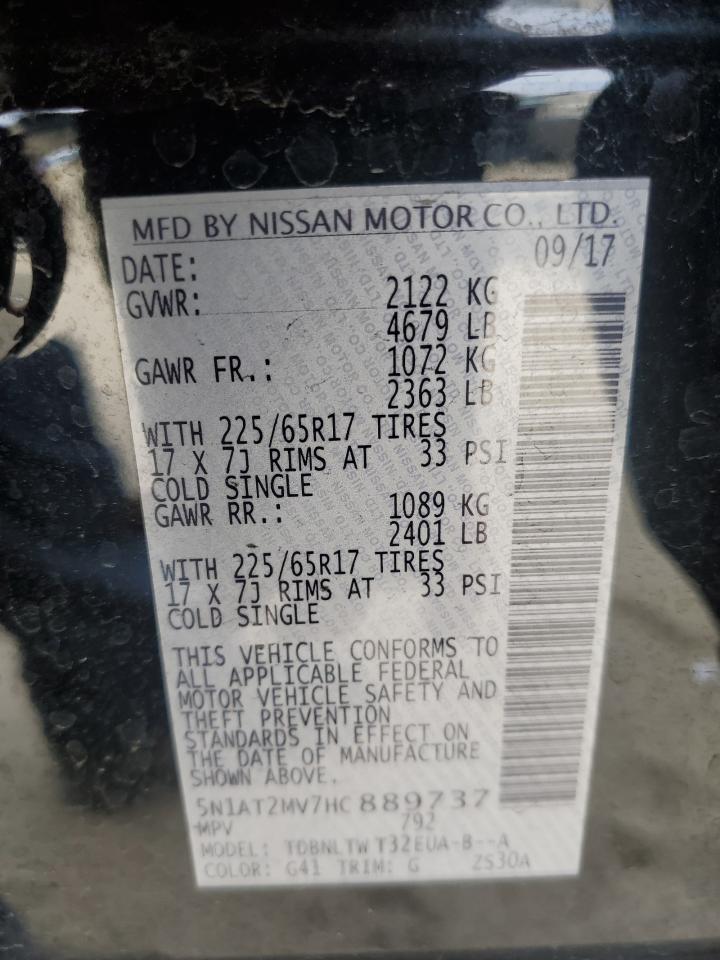 MFD BY NISSAN MOTOR CO., LTD.
DATE: 09/17
GVWR: 2122 KG
4679 LB
GAWR FR.: 1072 KG
2363 LB
WITH 225/65R17 TIRES
17 X 7J RIMS AT 33 PSI
COLD SINGLE
GAWR RR.: 1089 KG
2401 LB
WITH 225/65R17 TIRES
17 X 7J RIMS AT 33 PSI
COLD SINGLE
THIS VEHICLE CONFORMS TO
ALL APPLICABLE FEDERAL
MOTOR VEHICLE SAFETY AND
THEFT PREVENTION
STANDARDS IN EFFECT ON
THE DATE OF MANUFACTURE
SHOWN ABOVE.
5N1AT2MV7HC889737
MPV 792
MODEL: TDBNLTW T32EUA-B--A
COLOR: G41 TRIM: G ZS30A